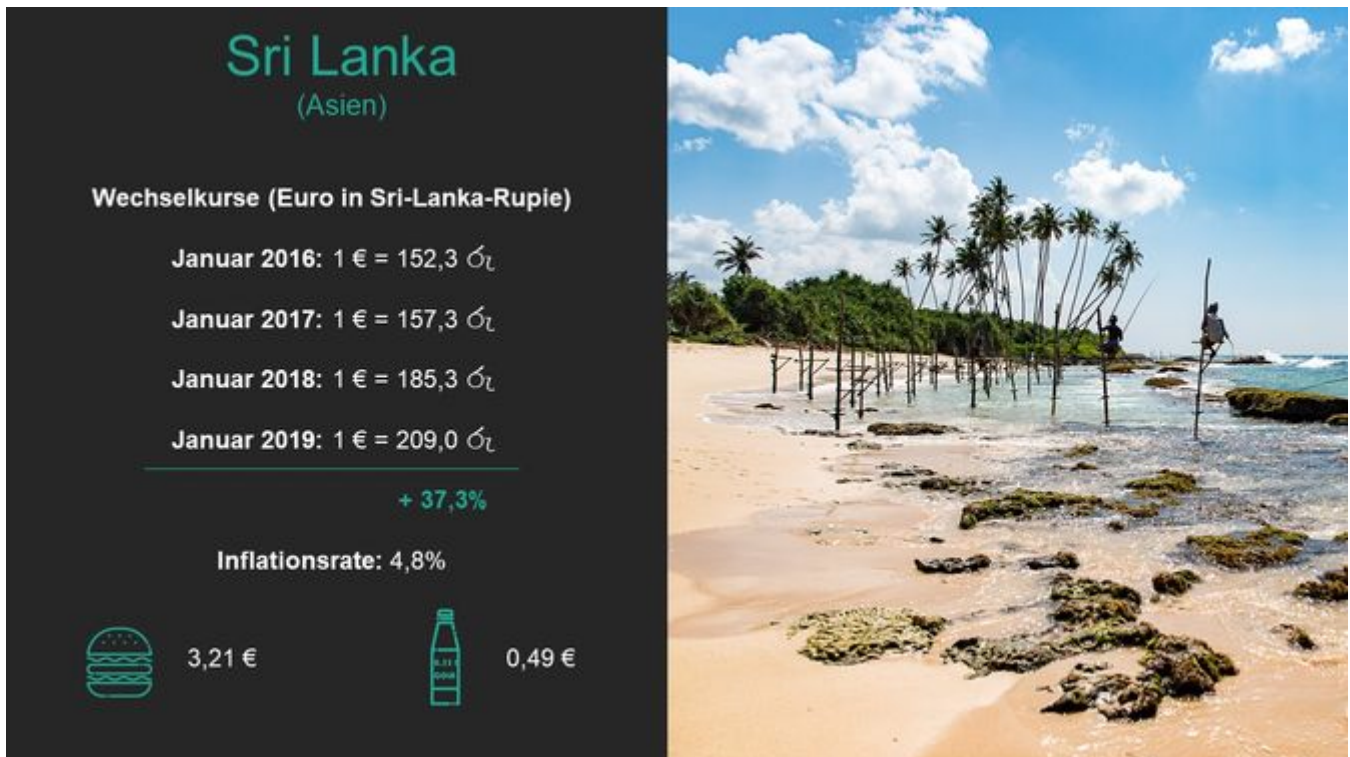 Sri Lanka
(Asien)
Wechselkurse (Euro in Sri-Lanka-Rupie)
Januar 2016: 1 € = 152,3 රු
Januar 2017: 1 € = 157,3 රු
Januar 2018: 1 € = 185,3 රු
Januar 2019: 1 € = 209,0 රු
+ 37,3%
Inflationsrate: 4,8%
3,21 €
0,49 €